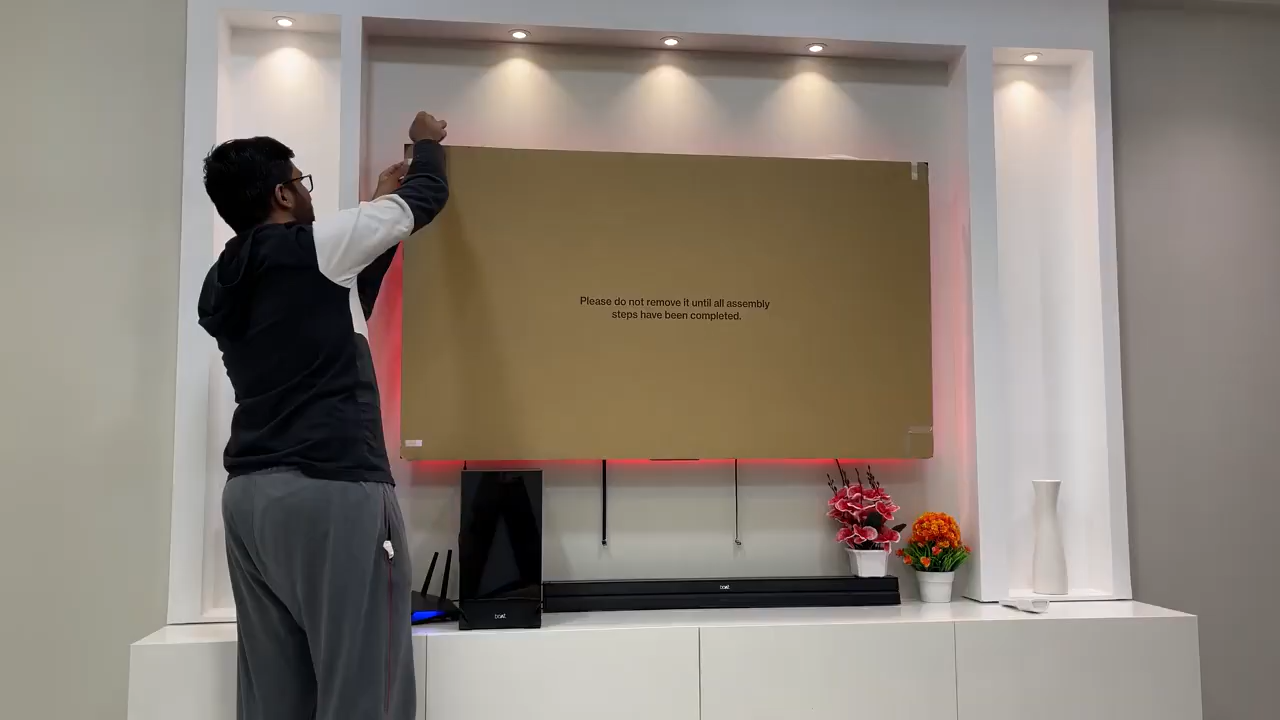 Please do not remove it until all assembly
steps have been completed.
boAt
boAt